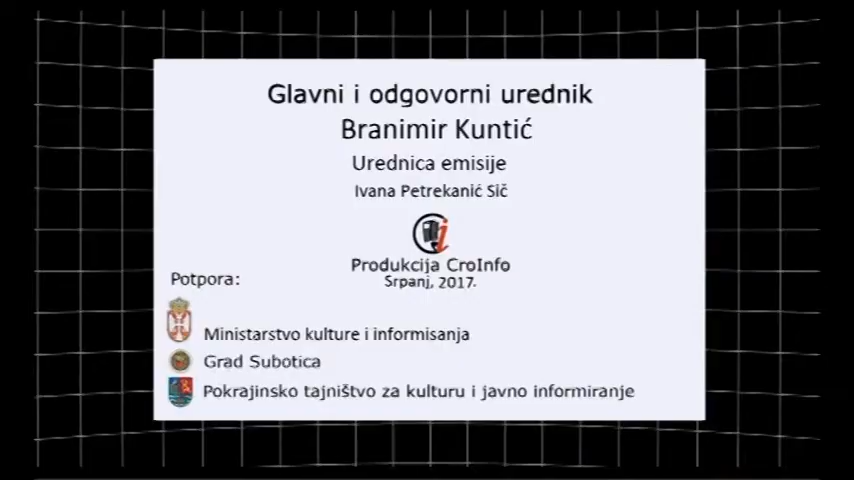 Glavni i odgovorni urednik
Branimir Kuntić
Urednica emisije
Ivana Petrekanić Sič
Produkcija CroInfo
Srpanj, 2017.
Potpora:
Ministarstvo kulture i informisanja
Grad Subotica
Pokrajinsko tajništvo za kulturu i javno informiranje